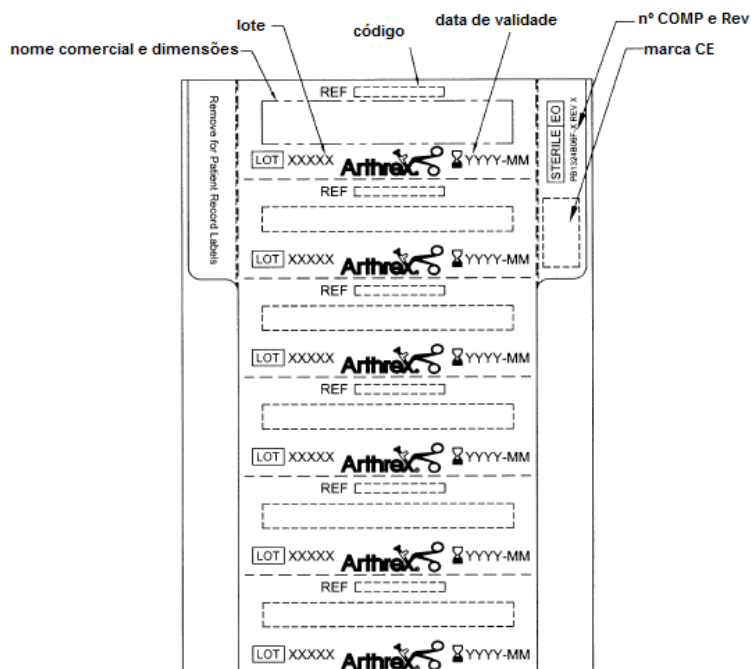 lote
código
data de validade
nº COMP e Rev
nome comercial e dimensões
marca CE
REF
Remove for Patient Record Labels
STERILE EO
PB1324B06F-X REV X
LOT XXXXX Arthrex YYYY-MM
REF
LOT XXXXX Arthrex YYYY-MM
REF
LOT XXXXX Arthrex YYYY-MM
REF
LOT XXXXX Arthrex YYYY-MM
REF
LOT XXXXX Arthrex YYYY-MM
REF
LOT XXXXX Arthrex YYYY-MM